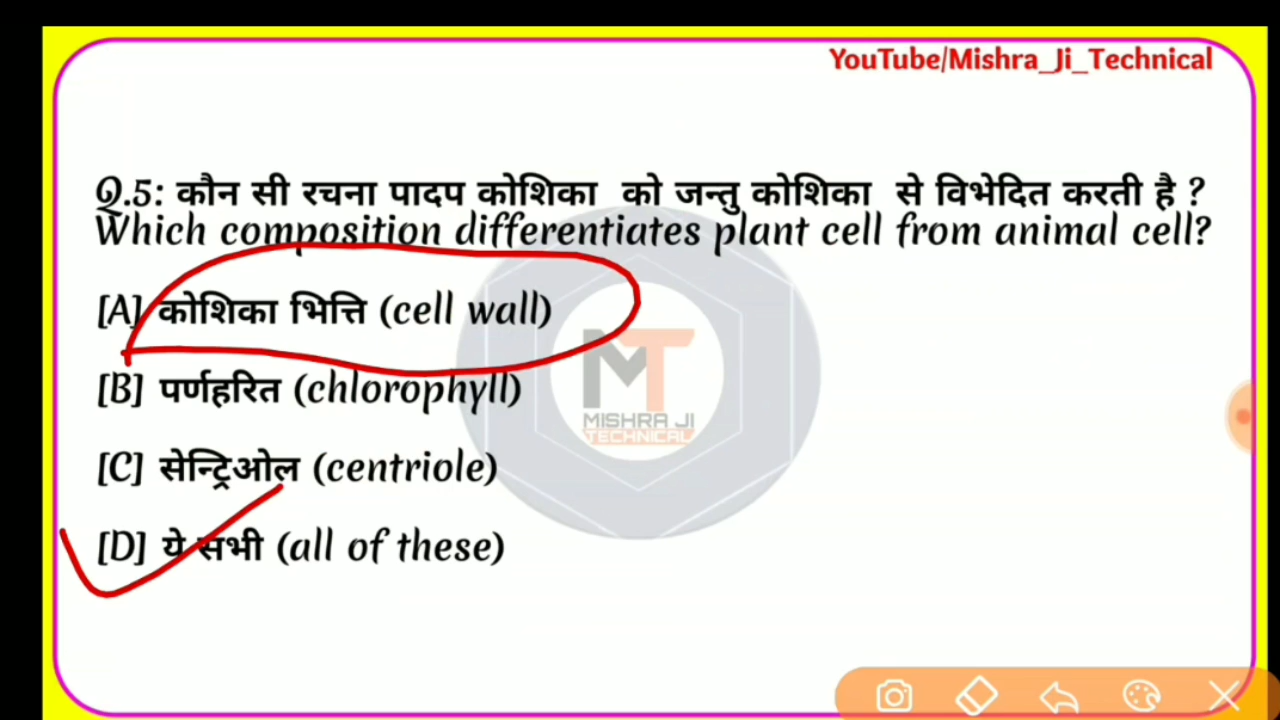 YouTube/Mishra_Ji_Technical
Q.5: कौन सी रचना पादप कोशिका को जन्तु कोशिका से विभेदित करती है ?
Which composition differentiates plant cell from animal cell?
[A] कोशिका भित्ति (cell wall)
[B] पर्णहरित (chlorophyll)
[C] सेन्ट्रिओल (centriole)
[D] ये सभी (all of these)
MT
MISHRA JI
TECHNICAL